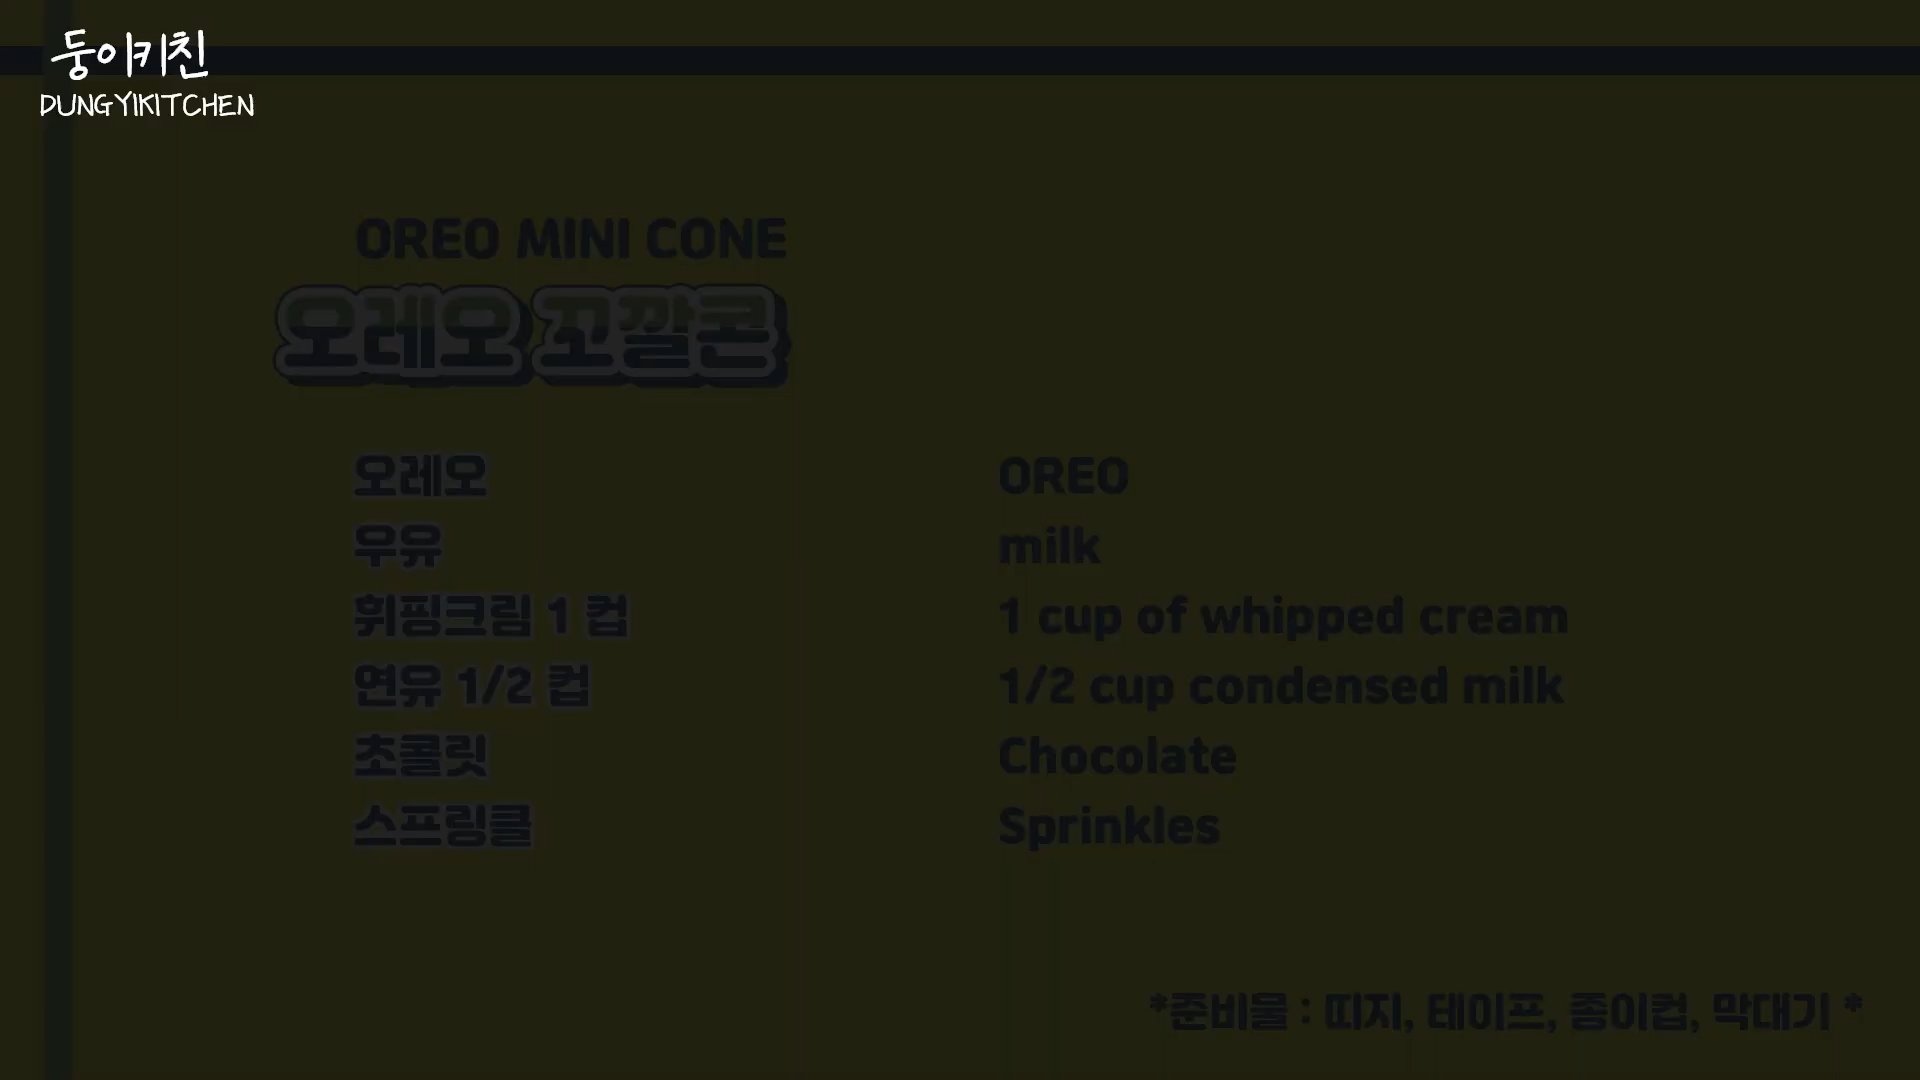 둥이키친
DUNGYIKITCHEN
OREO MINI CONE
오레오 꼬깔콘
오레오
우유
휘핑크림 1 컵
연유 1/2 컵
초콜릿
스프링클
OREO
milk
1 cup of whipped cream
1/2 cup condensed milk
Chocolate
Sprinkles
*준비물 : 띠지, 테이프, 종이컵, 막대기 *